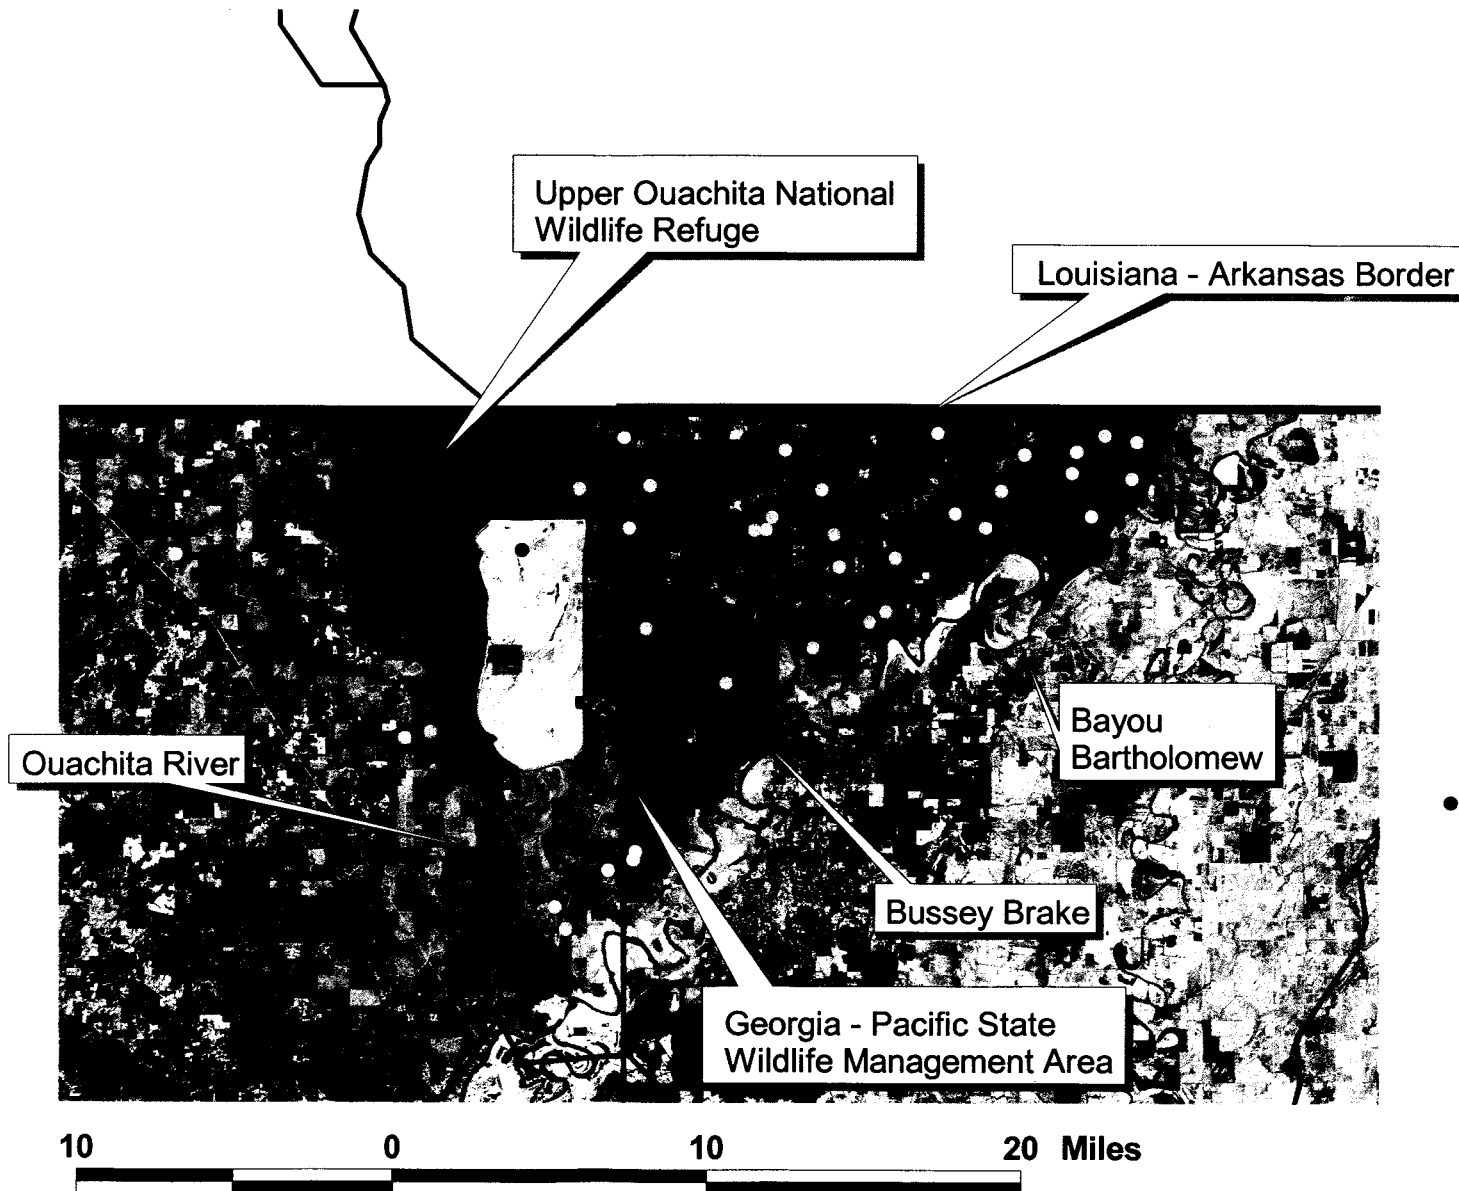 Upper Ouachita National
Wildlife Refuge
Louisiana - Arkansas Border
Ouachita River
Bayou
Bartholomew
Bussey Brake
Georgia - Pacific State
Wildlife Management Area
10 0 10 20 Miles